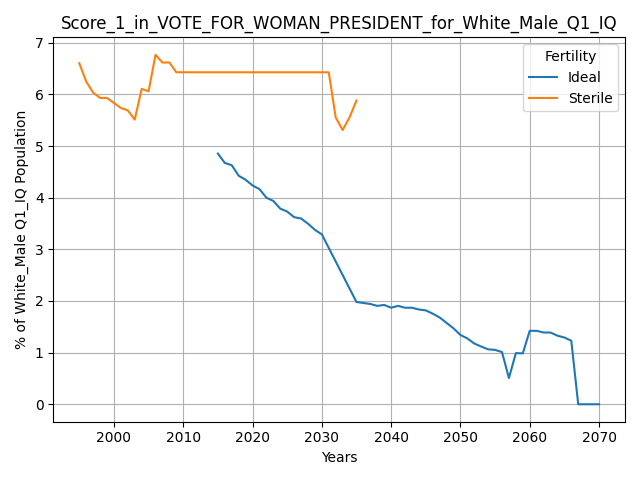 Score_1_in_VOTE_FOR_WOMAN_PRESIDENT_for_White_Male_Q1_IQ
7
6
5
4
3
2
1
0
% of White_Male Q1_IQ Population
Fertility
Ideal
Sterile
2000 2010 2020 2030 2040 2050 2060 2070
Years